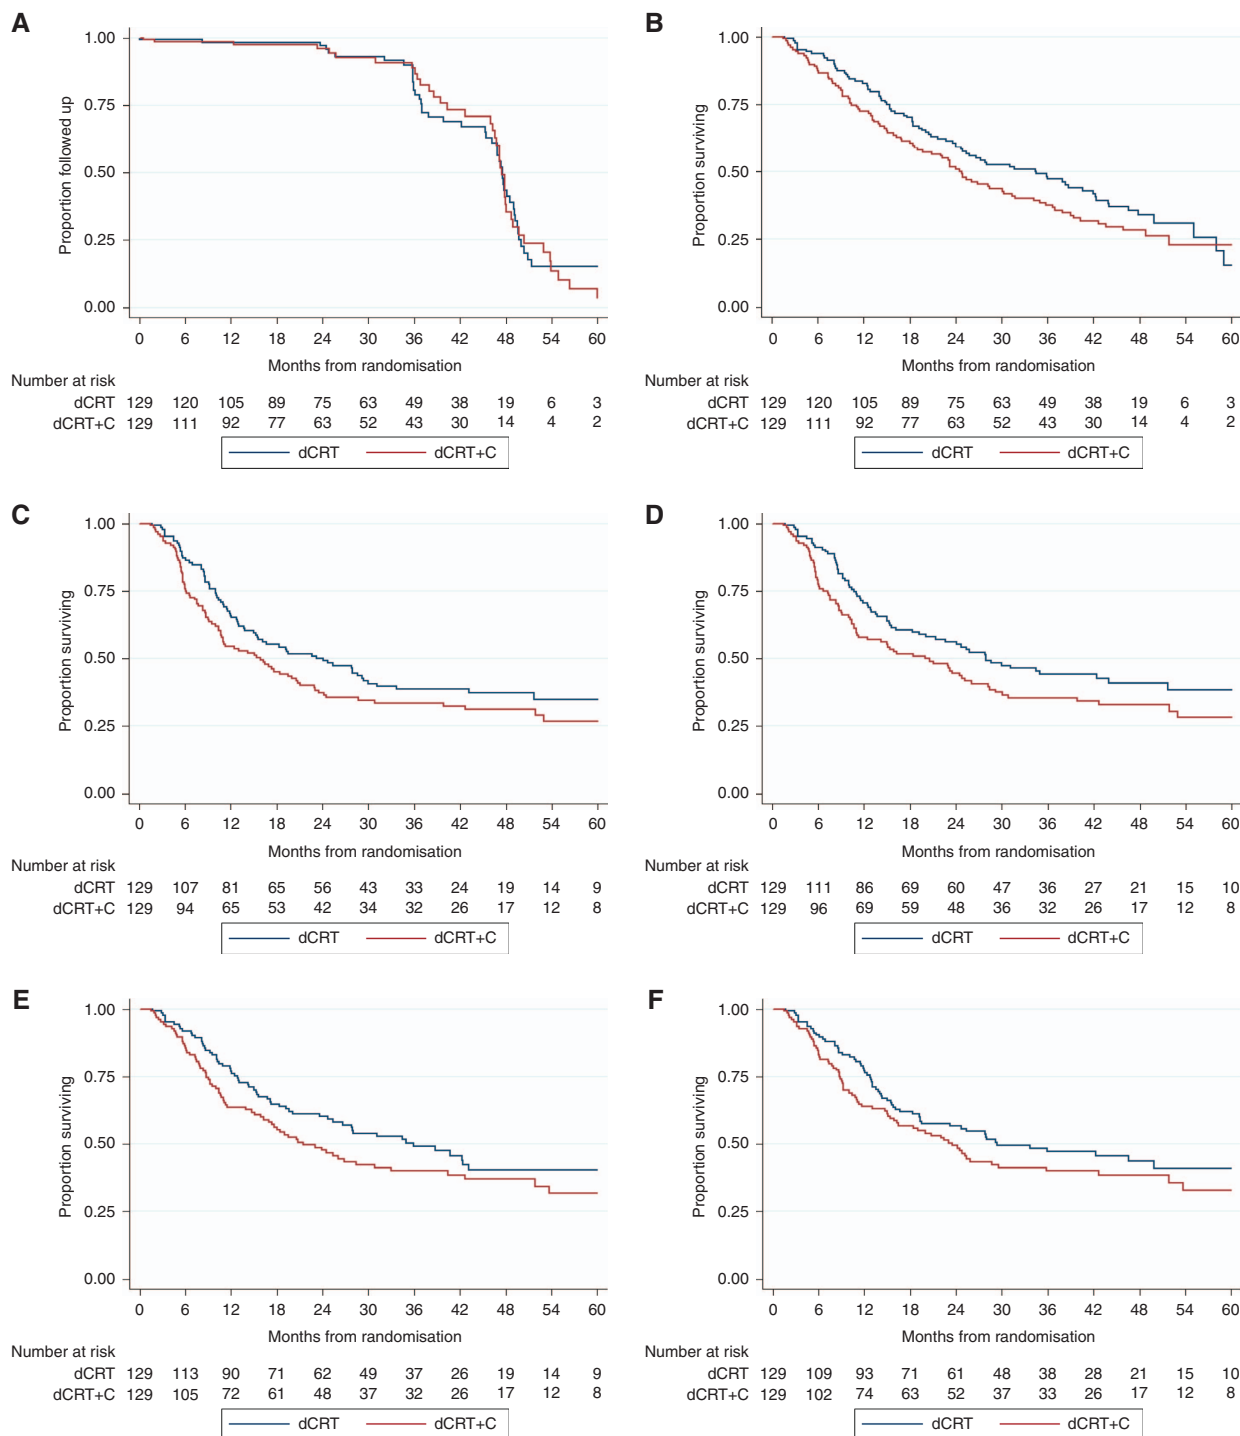 A
Proportion followed up
1.00
0.75
0.50
0.25
0.00
0 6 12 18 24 30 36 42 48 54 60
Months from randomisation
Number at risk
dCRT 129 120 105 89 75 63 49 38 19 6 3
dCRT+C 129 111 92 77 63 52 43 30 14 4 2
dCRT dCRT+C
B
Proportion surviving
1.00
0.75
0.50
0.25
0.00
0 6 12 18 24 30 36 42 48 54 60
Months from randomisation
Number at risk
dCRT 129 120 105 89 75 63 49 38 19 6 3
dCRT+C 129 111 92 77 63 52 43 30 14 4 2
dCRT dCRT+C
C
Proportion surviving
1.00
0.75
0.50
0.25
0.00
0 6 12 18 24 30 36 42 48 54 60
Months from randomisation
Number at risk
dCRT 129 107 81 65 56 43 33 24 19 14 9
dCRT+C 129 94 65 53 42 34 32 26 17 12 8
dCRT dCRT+C
D
Proportion surviving
1.00
0.75
0.50
0.25
0.00
0 6 12 18 24 30 36 42 48 54 60
Months from randomisation
Number at risk
dCRT 129 111 86 69 60 47 36 27 21 15 10
dCRT+C 129 96 69 59 48 36 32 26 17 12 8
dCRT dCRT+C
E
Proportion surviving
1.00
0.75
0.50
0.25
0.00
0 6 12 18 24 30 36 42 48 54 60
Months from randomisation
Number at risk
dCRT 129 113 90 71 62 49 37 26 19 14 9
dCRT+C 129 105 72 61 48 37 32 26 17 12 8
dCRT dCRT+C
F
Proportion surviving
1.00
0.75
0.50
0.25
0.00
0 6 12 18 24 30 36 42 48 54 60
Months from randomisation
Number at risk
dCRT 129 109 93 71 61 48 38 28 21 15 10
dCRT+C 129 102 74 63 52 37 33 26 17 12 8
dCRT dCRT+C